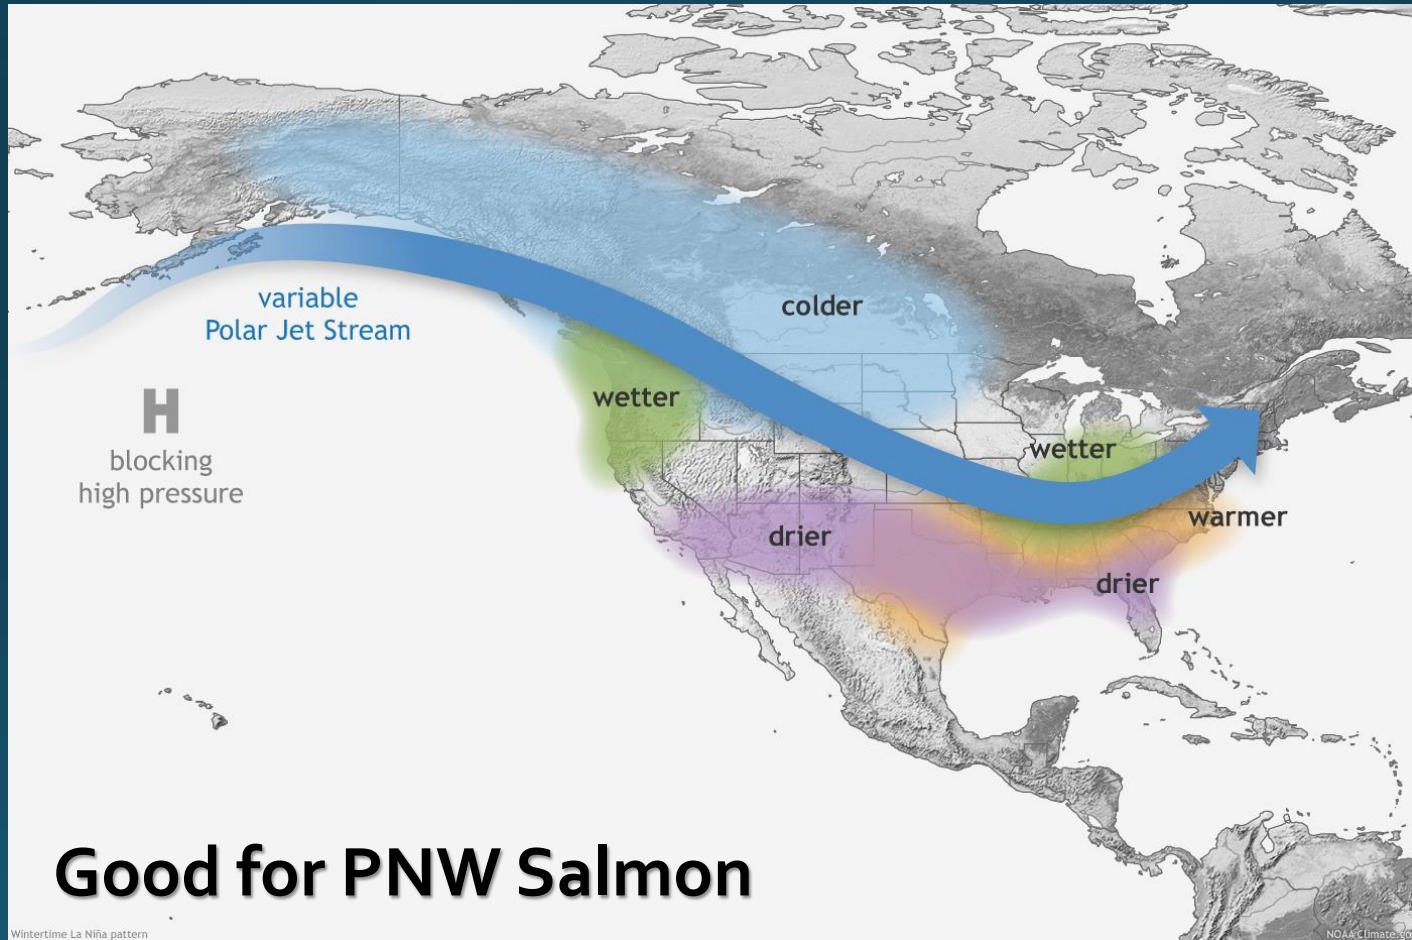 colder
variable
Polar Jet Stream
wetter
H
blocking
high pressure
wetter
warmer
drier
drier
Good for PNW Salmon
Wintertime La Niña pattern
NOAA Climate.go